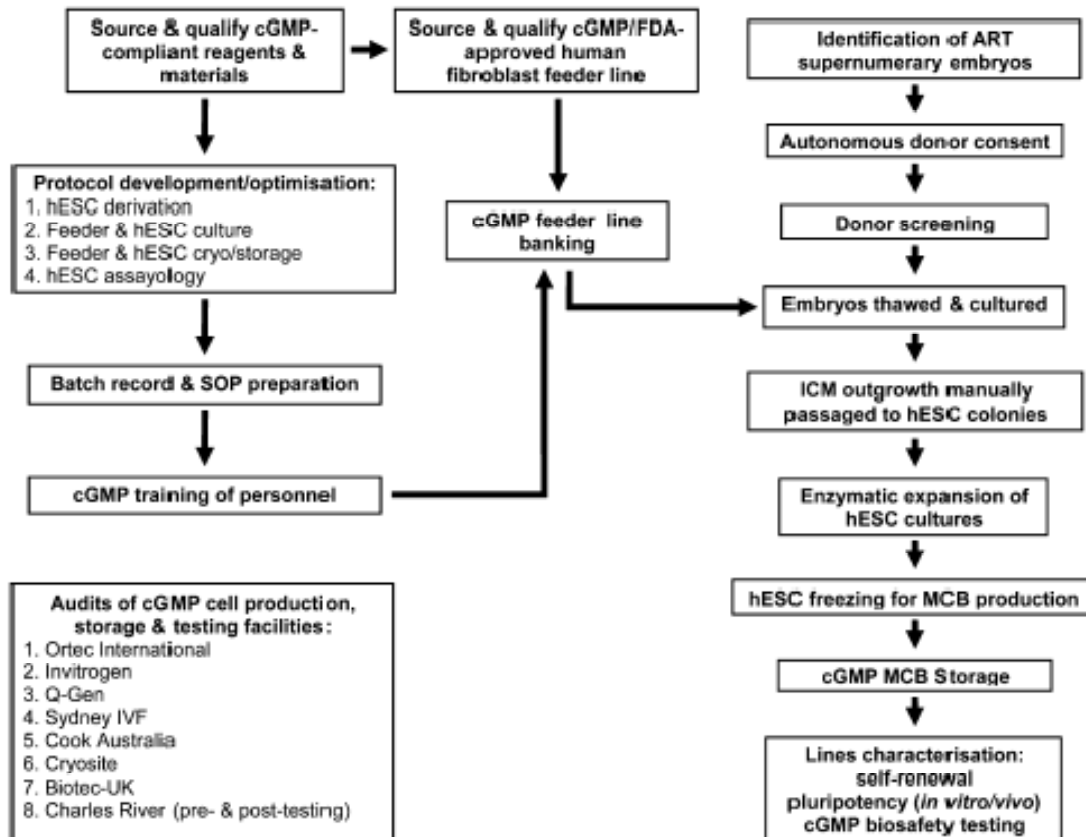 Source & qualify cGMP-
compliant reagents &
materials
Source & qualify cGMP/FDA-
approved human
fibroblast feeder line
Identification of ART
supernumerary embryos
Autonomous donor consent
Protocol development/optimisation:
1. hESC derivation
2. Feeder & hESC culture
3. Feeder & hESC cryo/storage
4. hESC assayology
cGMP feeder line
banking
Donor screening
Embryos thawed & cultured
Batch record & SOP preparation
ICM outgrowth manually
passaged to hESC colonies
cGMP training of personnel
Enzymatic expansion of
hESC cultures
Audits of cGMP cell production,
storage & testing facilities:
1. Ortec International
2. Invitrogen
3. Q-Gen
4. Sydney IVF
5. Cook Australia
6. Cryosite
7. Biotec-UK
8. Charles River (pre- & post-testing)
hESC freezing for MCB production
cGMP MCB Storage
Lines characterisation:
self-renewal
pluripotency (in vitro/vivo)
cGMP biosafety testing